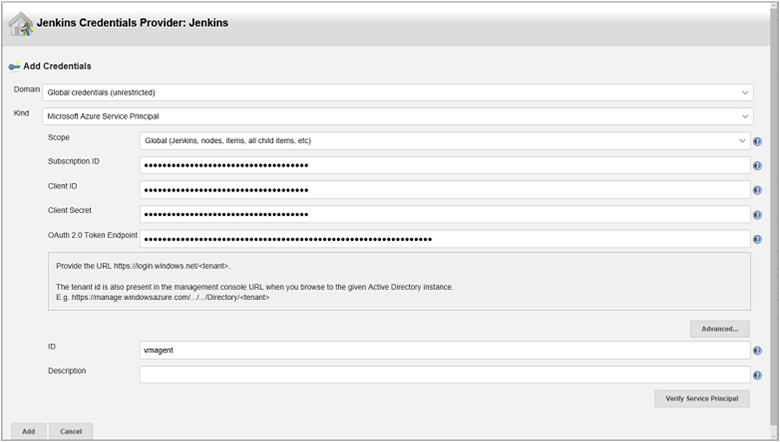 Jenkins Credentials Provider: Jenkins
Add Credentials
Domain Global credentials (unrestricted)
Kind Microsoft Azure Service Principal
Scope Global (Jenkins, nodes, items, all child items, etc)
Subscription ID ••••••••••••••••••••••••••••••••••••
Client ID ••••••••••••••••••••••••••••••••••••
Client Secret ••••••••••••••••••••••••••••••••••••
OAuth 2.0 Token Endpoint •••••••••••••••••••••••••••••••••••••••••••••••••••••••••••••••
Provide the URL https://login.windows.net/<tenant>.
The tenant id is also present in the management console URL when you browse to the given Active Directory instance.
E.g. https://manage.windowsazure.com/.../.../Directory/<tenant>
Advanced...
ID vmagent
Description
Verify Service Principal
Add Cancel